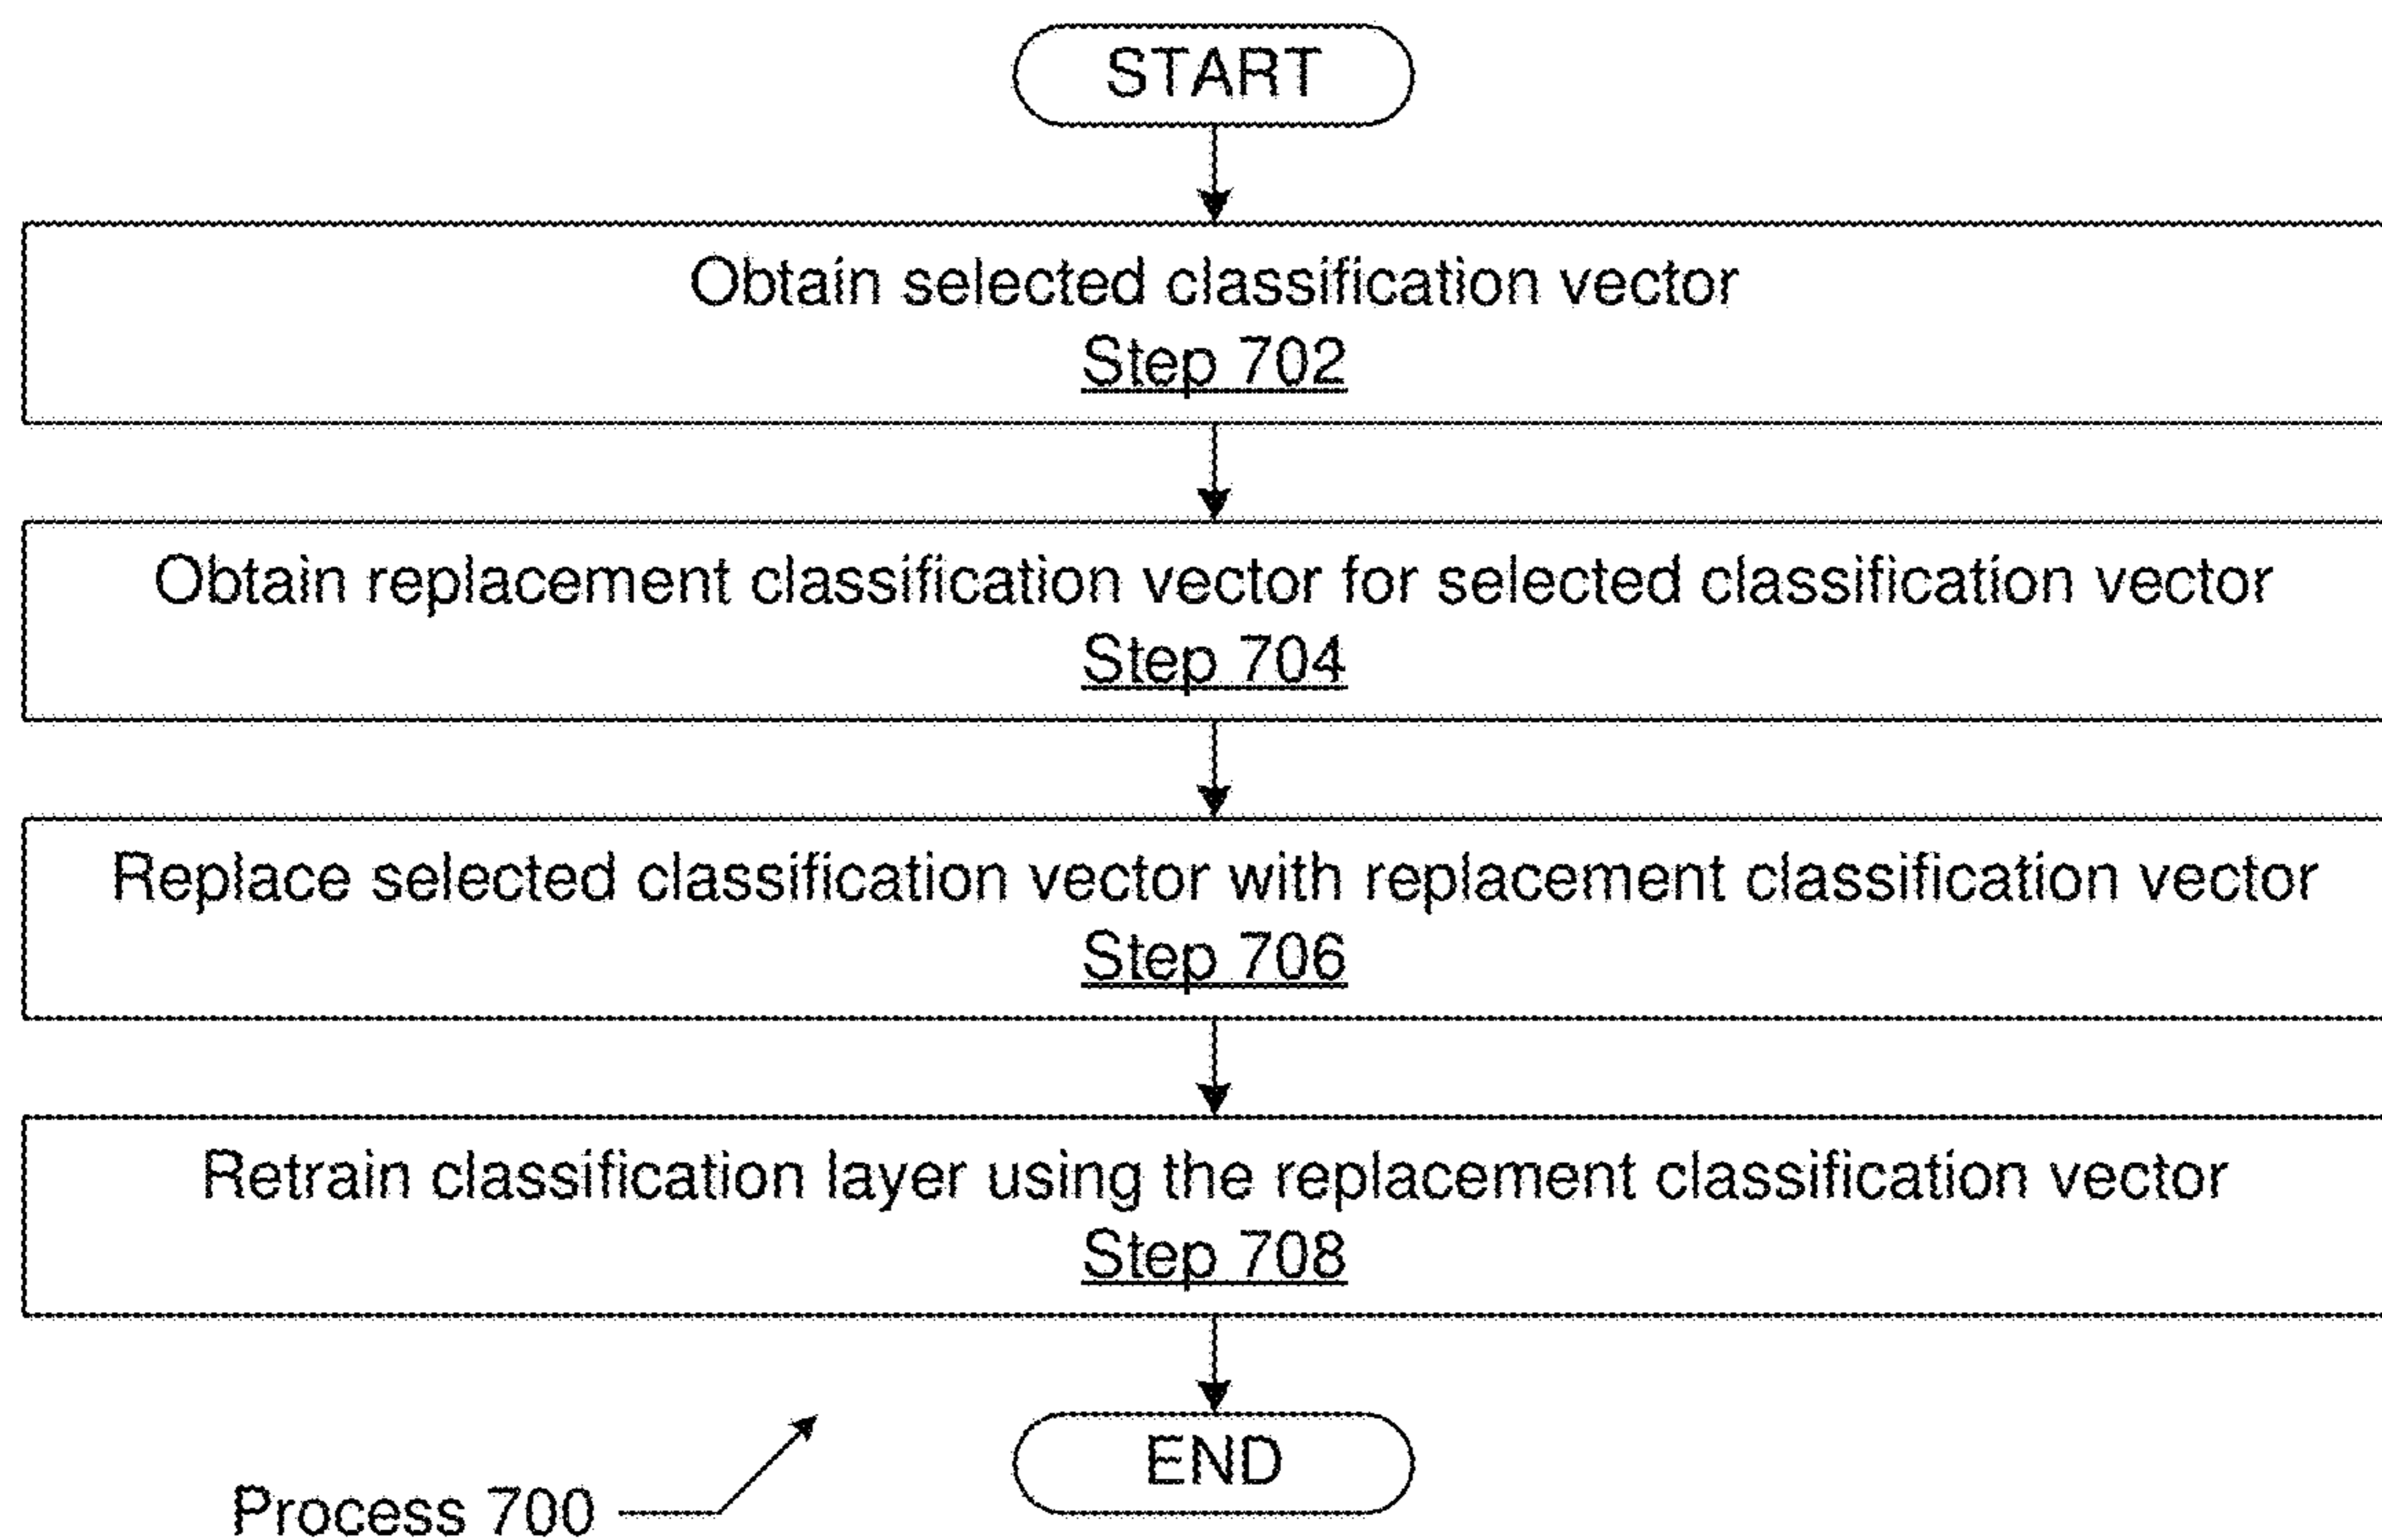 START
Obtain selected classification vector
Step 702
Obtain replacement classification vector for selected classification vector
Step 704
Replace selected classification vector with replacement classification vector
Step 706
Retrain classification layer using the replacement classification vector
Step 708
END
Process 700